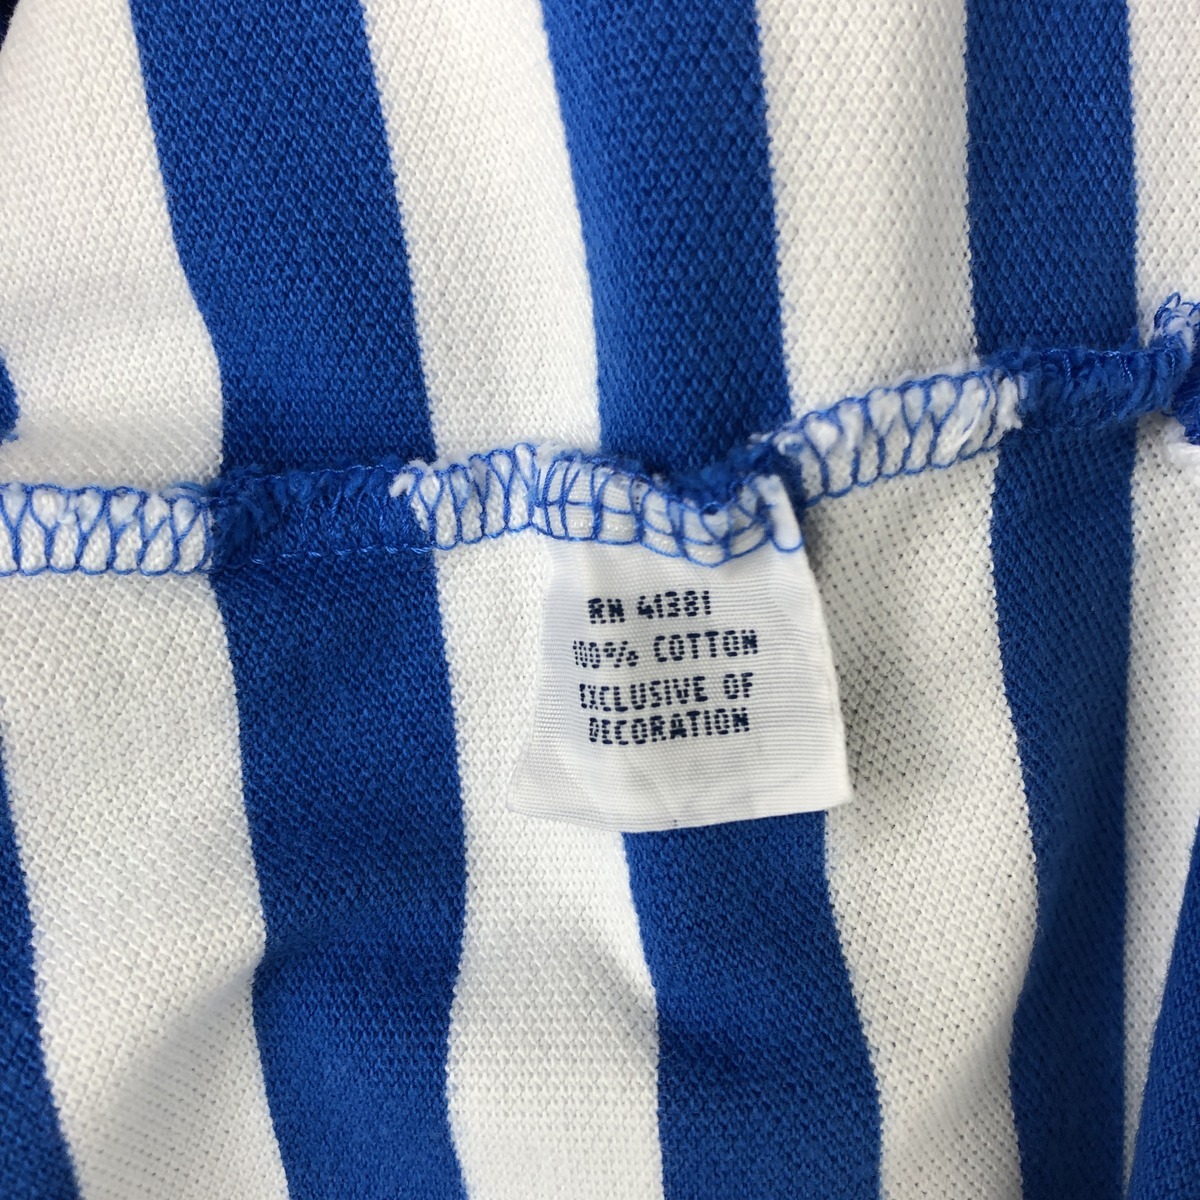 RN 41381
100% COTTON
EXCLUSIVE OF
DECORATION